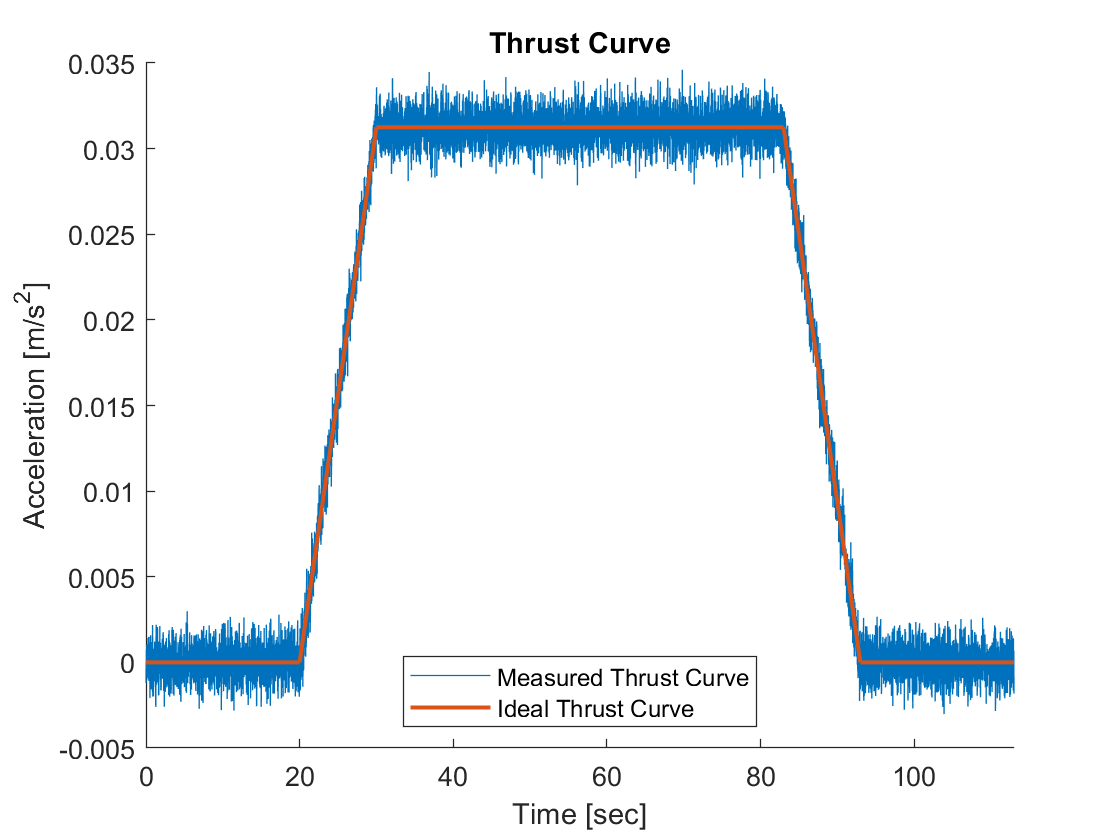 Thrust Curve
0.035
0.03
0.025
0.02
0.015
0.01
0.005
0
-0.005
Acceleration [m/s²]
Measured Thrust Curve
Ideal Thrust Curve
0 20 40 60 80 100
Time [sec]